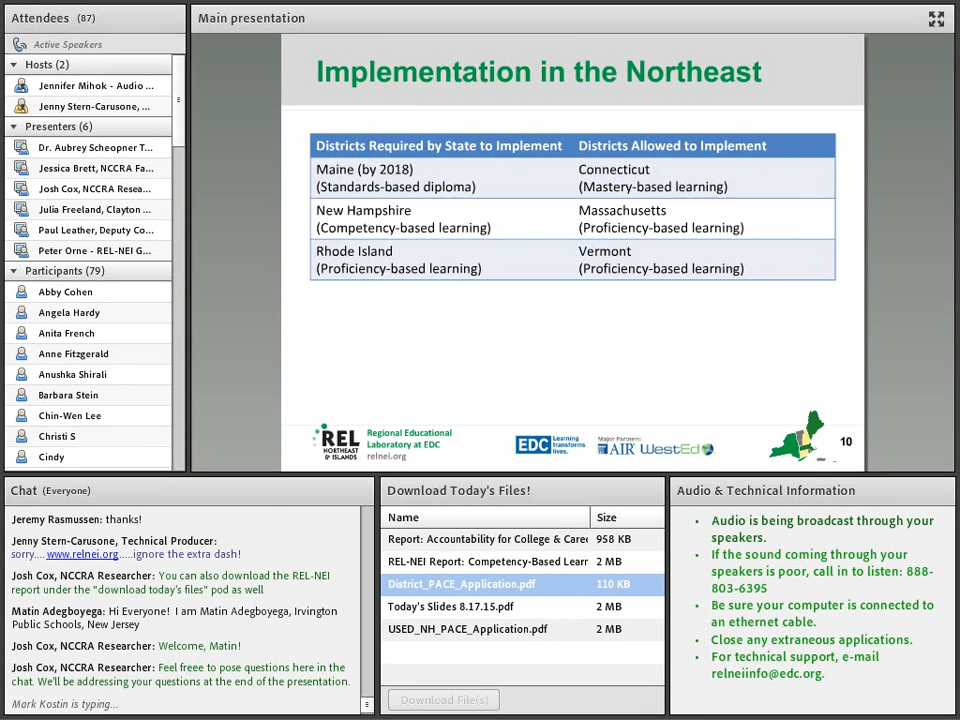 Attendees (87)
Active Speakers
Hosts (2)
Jennifer Mihok - Audio ...
Jenny Stern-Carusone, ...
Presenters (6)
Dr. Aubrey Scheopner T...
Jessica Brett, NCCRA Fa...
Josh Cox, NCCRA Resea...
Julia Freeland, Clayton ...
Paul Leather, Deputy Co...
Peter Orne - REL-NEI G...
Participants (79)
Abby Cohen
Angela Hardy
Anita French
Anne Fitzgerald
Anushka Shirali
Barbara Stein
Chin-Wen Lee
Christi S
Cindy
Main presentation
Implementation in the Northeast
Districts Required by State to Implement Districts Allowed to Implement
Maine (by 2018) Connecticut
(Standards-based diploma) (Mastery-based learning)
New Hampshire Massachusetts
(Competency-based learning) (Proficiency-based learning)
Rhode Island Vermont
(Proficiency-based learning) (Proficiency-based learning)
REL
NORTHEAST
& ISLANDS
Regional Educational
Laboratory at EDC
relnei.org
EDC Learning
transforms
lives.
Major Partners:
AIR WestEd
10
Chat (Everyone)
Jeremy Rasmussen: thanks!
Jenny Stern-Carusone, Technical Producer:
sorry.... www.relnei.org.....ignore the extra dash!
Josh Cox, NCCRA Researcher: You can also download the REL-NEI
report under the "download today's files" pod as well
Matin Adegboyega: Hi Everyone! I am Matin Adegboyega, Irvington
Public Schools, New Jersey
Josh Cox, NCCRA Researcher: Welcome, Matin!
Josh Cox, NCCRA Researcher: Feel freee to pose questions here in the
chat. We'll be addressing your questions at the end of the presentation.
Mark Kostin is typing...
Download Today's Files!
Name Size
Report: Accountability for College & Caree 958 KB
REL-NEI Report: Competency-Based Learr 2 MB
District_PACE_Application.pdf 110 KB
Today's Slides 8.17.15.pdf 2 MB
USED_NH_PACE_Application.pdf 2 MB
Download File(s)
Audio & Technical Information
• Audio is being broadcast through your
speakers.
• If the sound coming through your
speakers is poor, call in to listen: 888-
803-6395
• Be sure your computer is connected to
an ethernet cable.
• Close any extraneous applications.
• For technical support, e-mail
relneiinfo@edc.org.